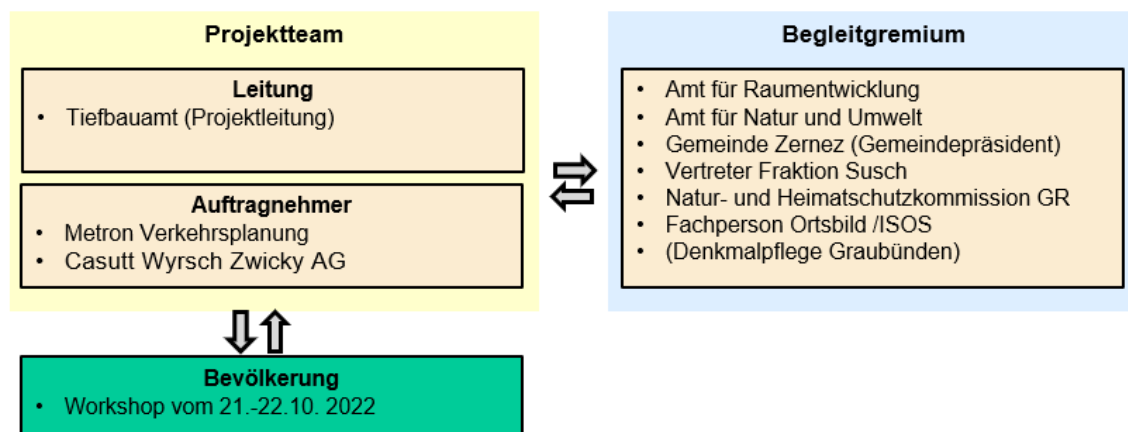 Projektteam
Leitung
• Tiefbauamt (Projektleitung)
Auftragnehmer
• Metron Verkehrsplanung
• Casutt Wyrsch Zwicky AG
Begleitgremium
• Amt für Raumentwicklung
• Amt für Natur und Umwelt
• Gemeinde Zernez (Gemeindepräsident)
• Vertreter Fraktion Susch
• Natur- und Heimatschutzkommission GR
• Fachperson Ortsbild /ISOS
• (Denkmalpflege Graubünden)
Bevölkerung
• Workshop vom 21.-22.10. 2022